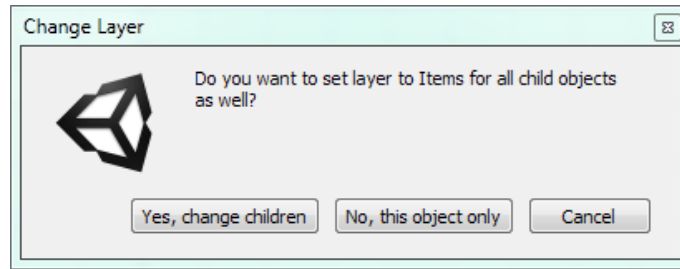 Change Layer
Do you want to set layer to Items for all child objects
as well?
Yes, change children
No, this object only
Cancel